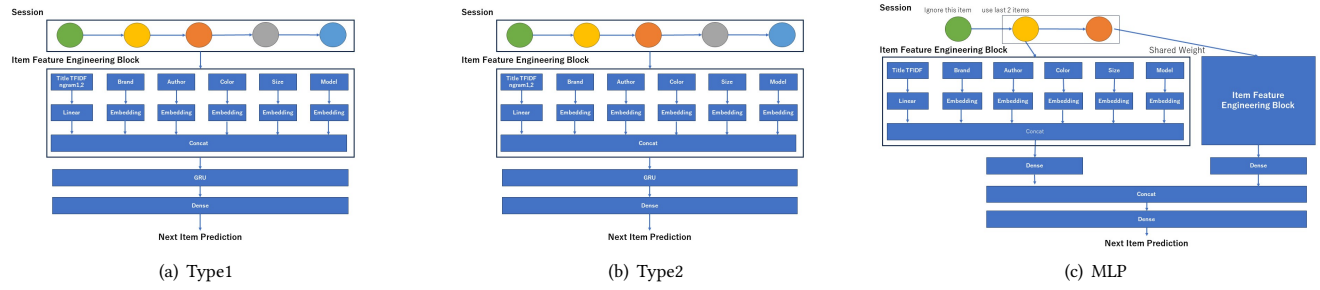 Session
Item Feature Engineering Block
Title TFIDF
ngram1,2
Brand
Author
Color
Size
Model
Linear
Embedding
Embedding
Embedding
Embedding
Embedding
Concat
GRU
Dense
Next Item Prediction
(a) Type1
Session
Item Feature Engineering Block
Title TFIDF
ngram1,2
Brand
Author
Color
Size
Model
Linear
Embedding
Embedding
Embedding
Embedding
Embedding
Concat
GRU
Dense
Next Item Prediction
(b) Type2
Session
Ignore this item
use last 2 items
Item Feature Engineering Block
Shared Weight
Title TFIDF
Brand
Author
Color
Size
Model
Linear
Embedding
Embedding
Embedding
Embedding
Embedding
Concat
Item Feature
Engineering Block
Dense
Dense
Concat
Dense
Next Item Prediction
(c) MLP